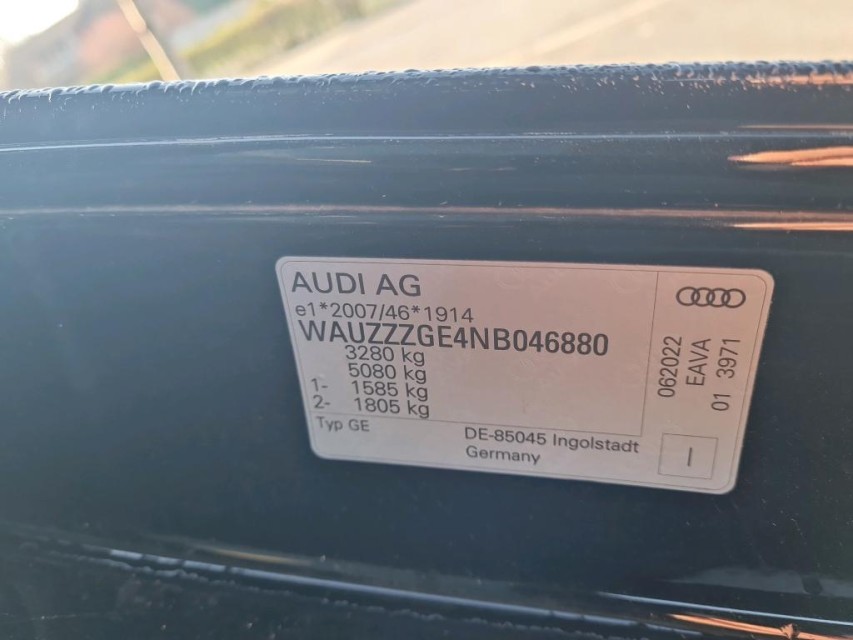 AUDI AG
e1*2007/46*1914
WAUZZZGE4NB046880
3280 kg
5080 kg
1- 1585 kg
2- 1805 kg
Typ GE
DE-85045 Ingolstadt
Germany
062022
EAVA
01 3971
I